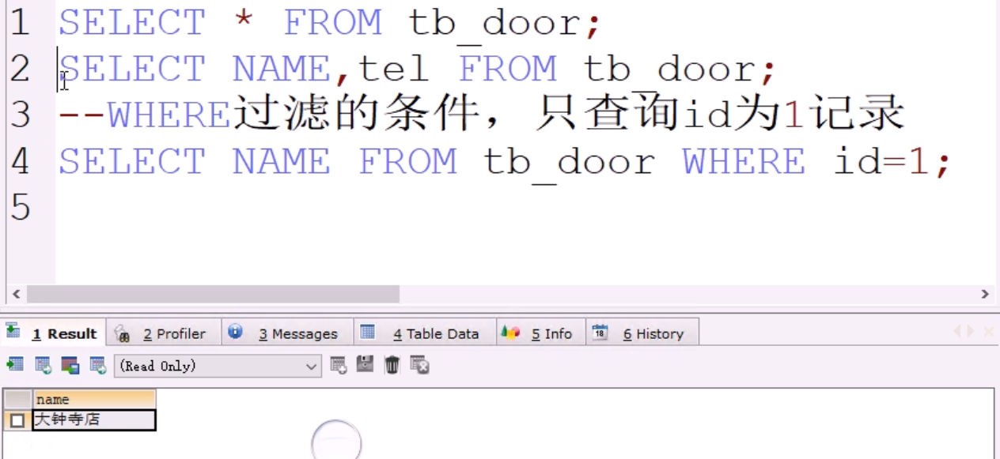 1 SELECT * FROM tb_door;
2 SELECT NAME,tel FROM tb_door;
3 --WHERE过滤的条件，只查询id为1记录
4 SELECT NAME FROM tb_door WHERE id=1;
5
1 Result 2 Profiler 3 Messages 4 Table Data 5 Info 6 History
(Read Only)
name
大钟寺店